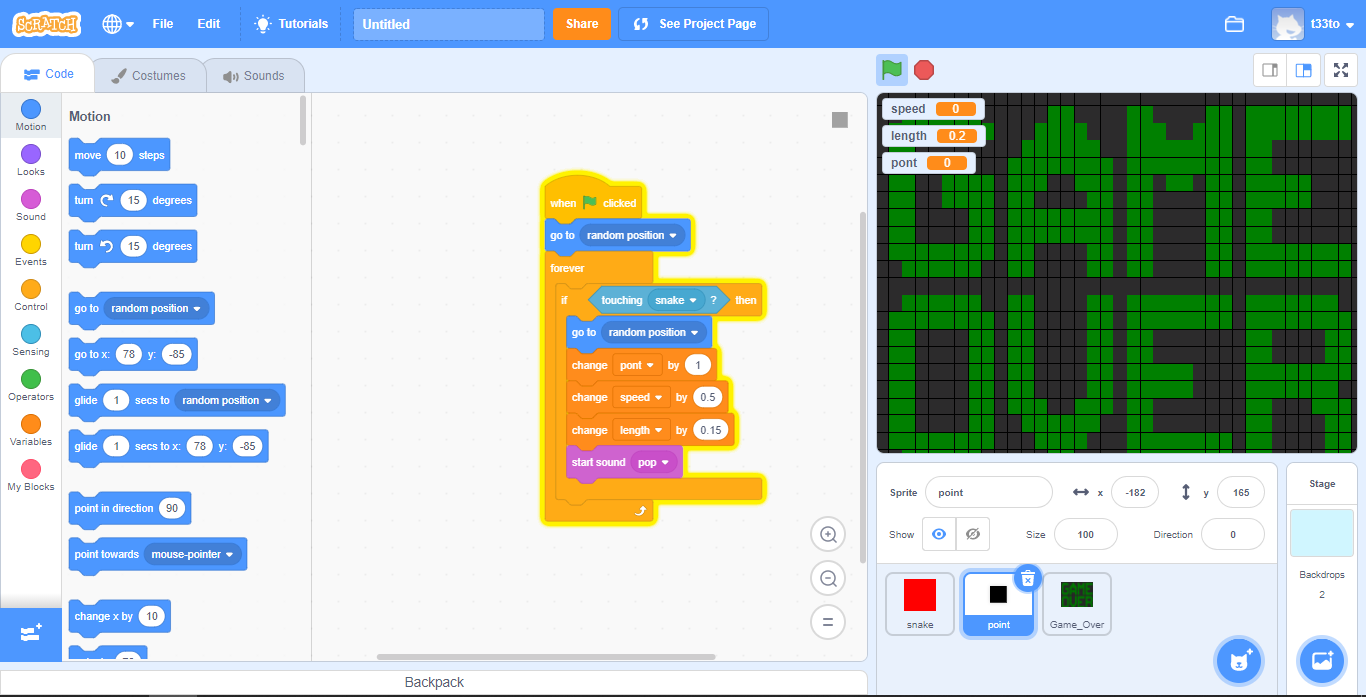 SCRATCH
File
Edit
Tutorials
Untitled
Share
See Project Page
t33to
Code
Costumes
Sounds
Motion
Looks
Sound
Events
Control
Sensing
Operators
Variables
My Blocks
Motion
move 10 steps
turn 15 degrees
turn 15 degrees
go to random position
go to x: 78 y: -85
glide 1 secs to random position
glide 1 secs to x: 78 y: -85
point in direction 90
point towards mouse-pointer
change x by 10
when clicked
go to random position
forever
if touching snake ? then
go to random position
change pont by 1
change speed by 0.5
change length by 0.15
start sound pop
speed 0
length 0.2
pont 0
GAME
OVER
Sprite point x -182 y 165
Show Size 100 Direction 0
snake
point
Game_Over
Stage
Backdrops
2
Backpack